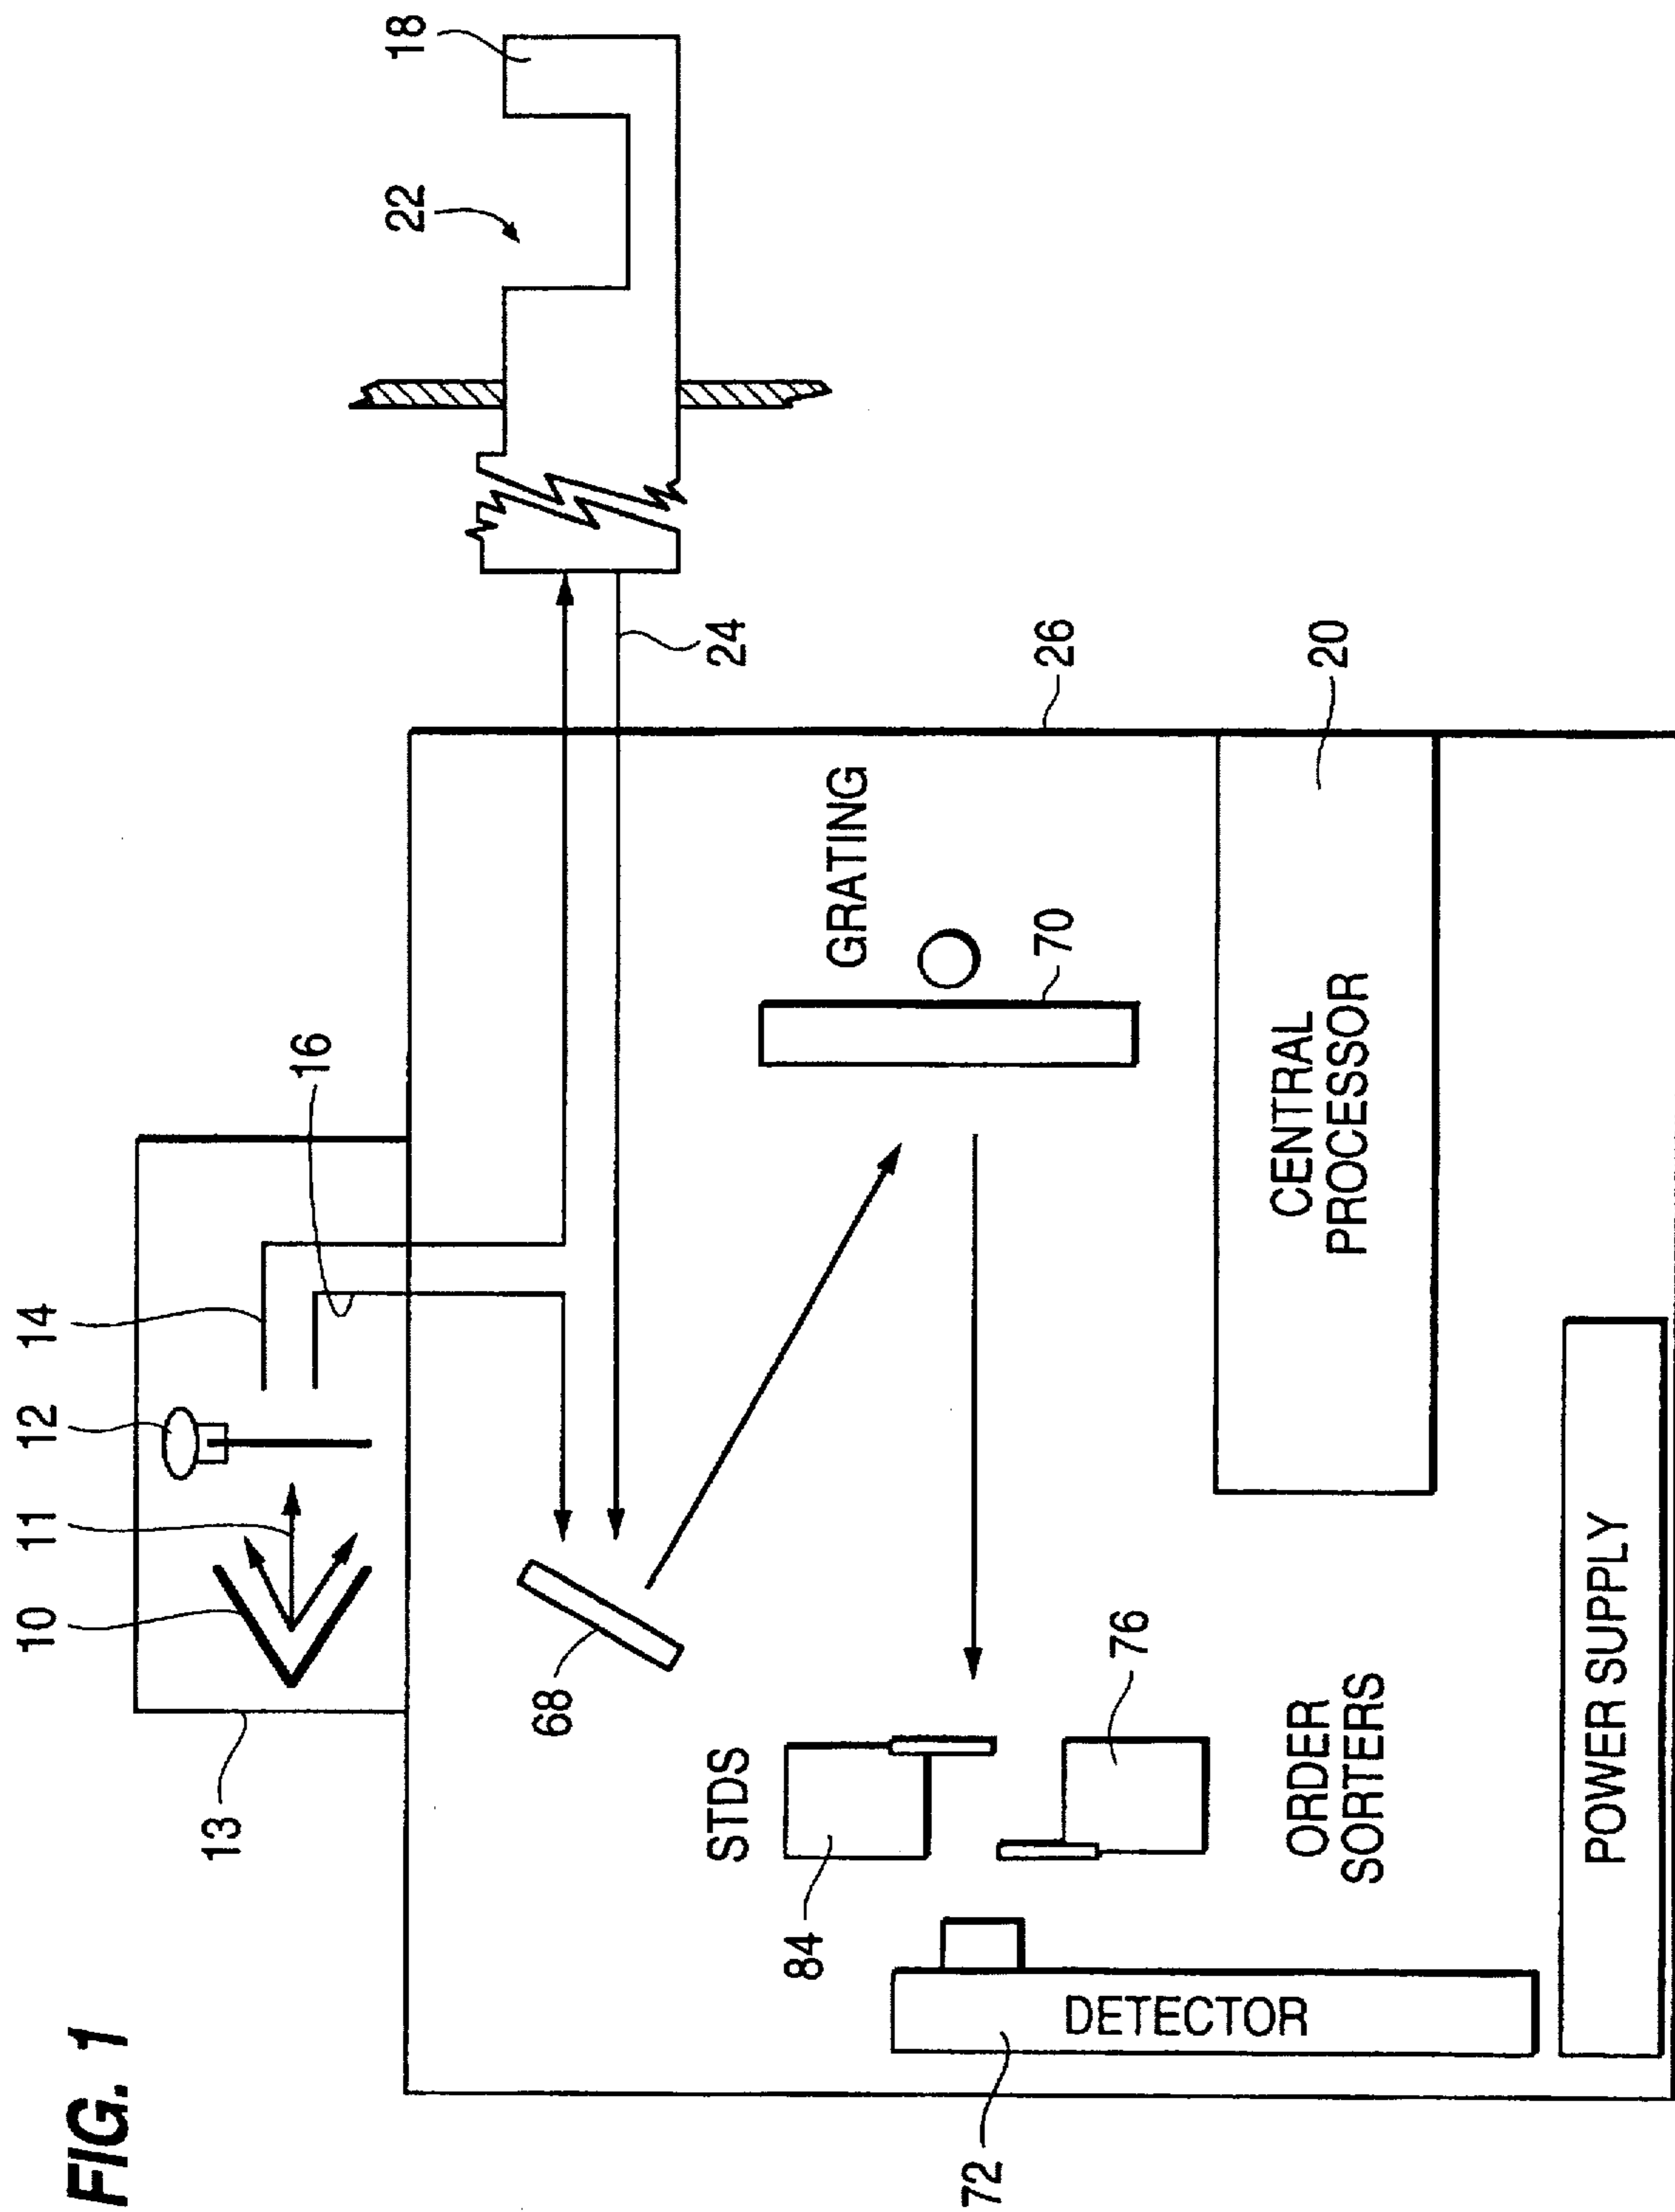 FIG. 1
10
11
12
14
16
13
18
22
24
26
20
68
GRATING
70
STDS
84
76
ORDER
SORTERS
CENTRAL
PROCESSOR
DETECTOR
72
POWER SUPPLY